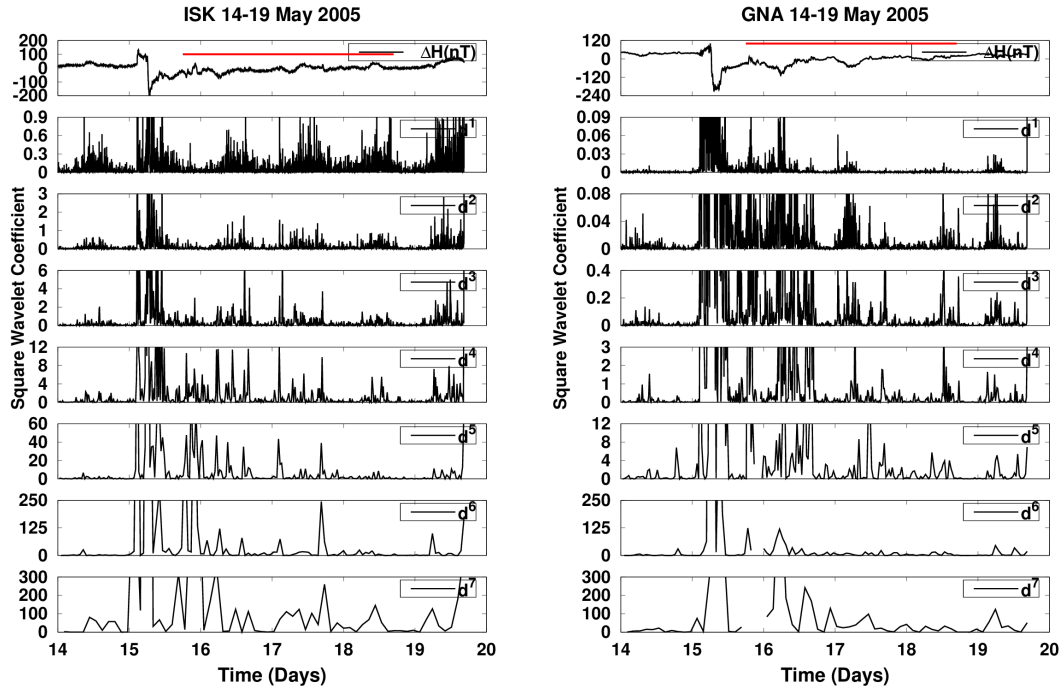 ISK 14-19 May 2005
200
100
0
-100
-200
ΔH(nT)
0.9
0.6
0.3
0
d1
3
2
1
0
d2
6
4
2
0
d3
12
8
4
0
d4
60
40
20
0
d5
250
125
0
d6
300
200
100
0
d7
14 15 16 17 18 19 20
Time (Days)
Square Wavelet Coefficient
GNA 14-19 May 2005
120
0
-120
-240
ΔH(nT)
0.09
0.06
0.03
0
d1
0.08
0.04
0
d2
0.4
0.2
0
d3
3
2
1
0
d4
12
8
4
0
d5
250
125
0
d6
300
200
100
0
d7
14 15 16 17 18 19 20
Time (Days)
Square Wavelet Coefficient